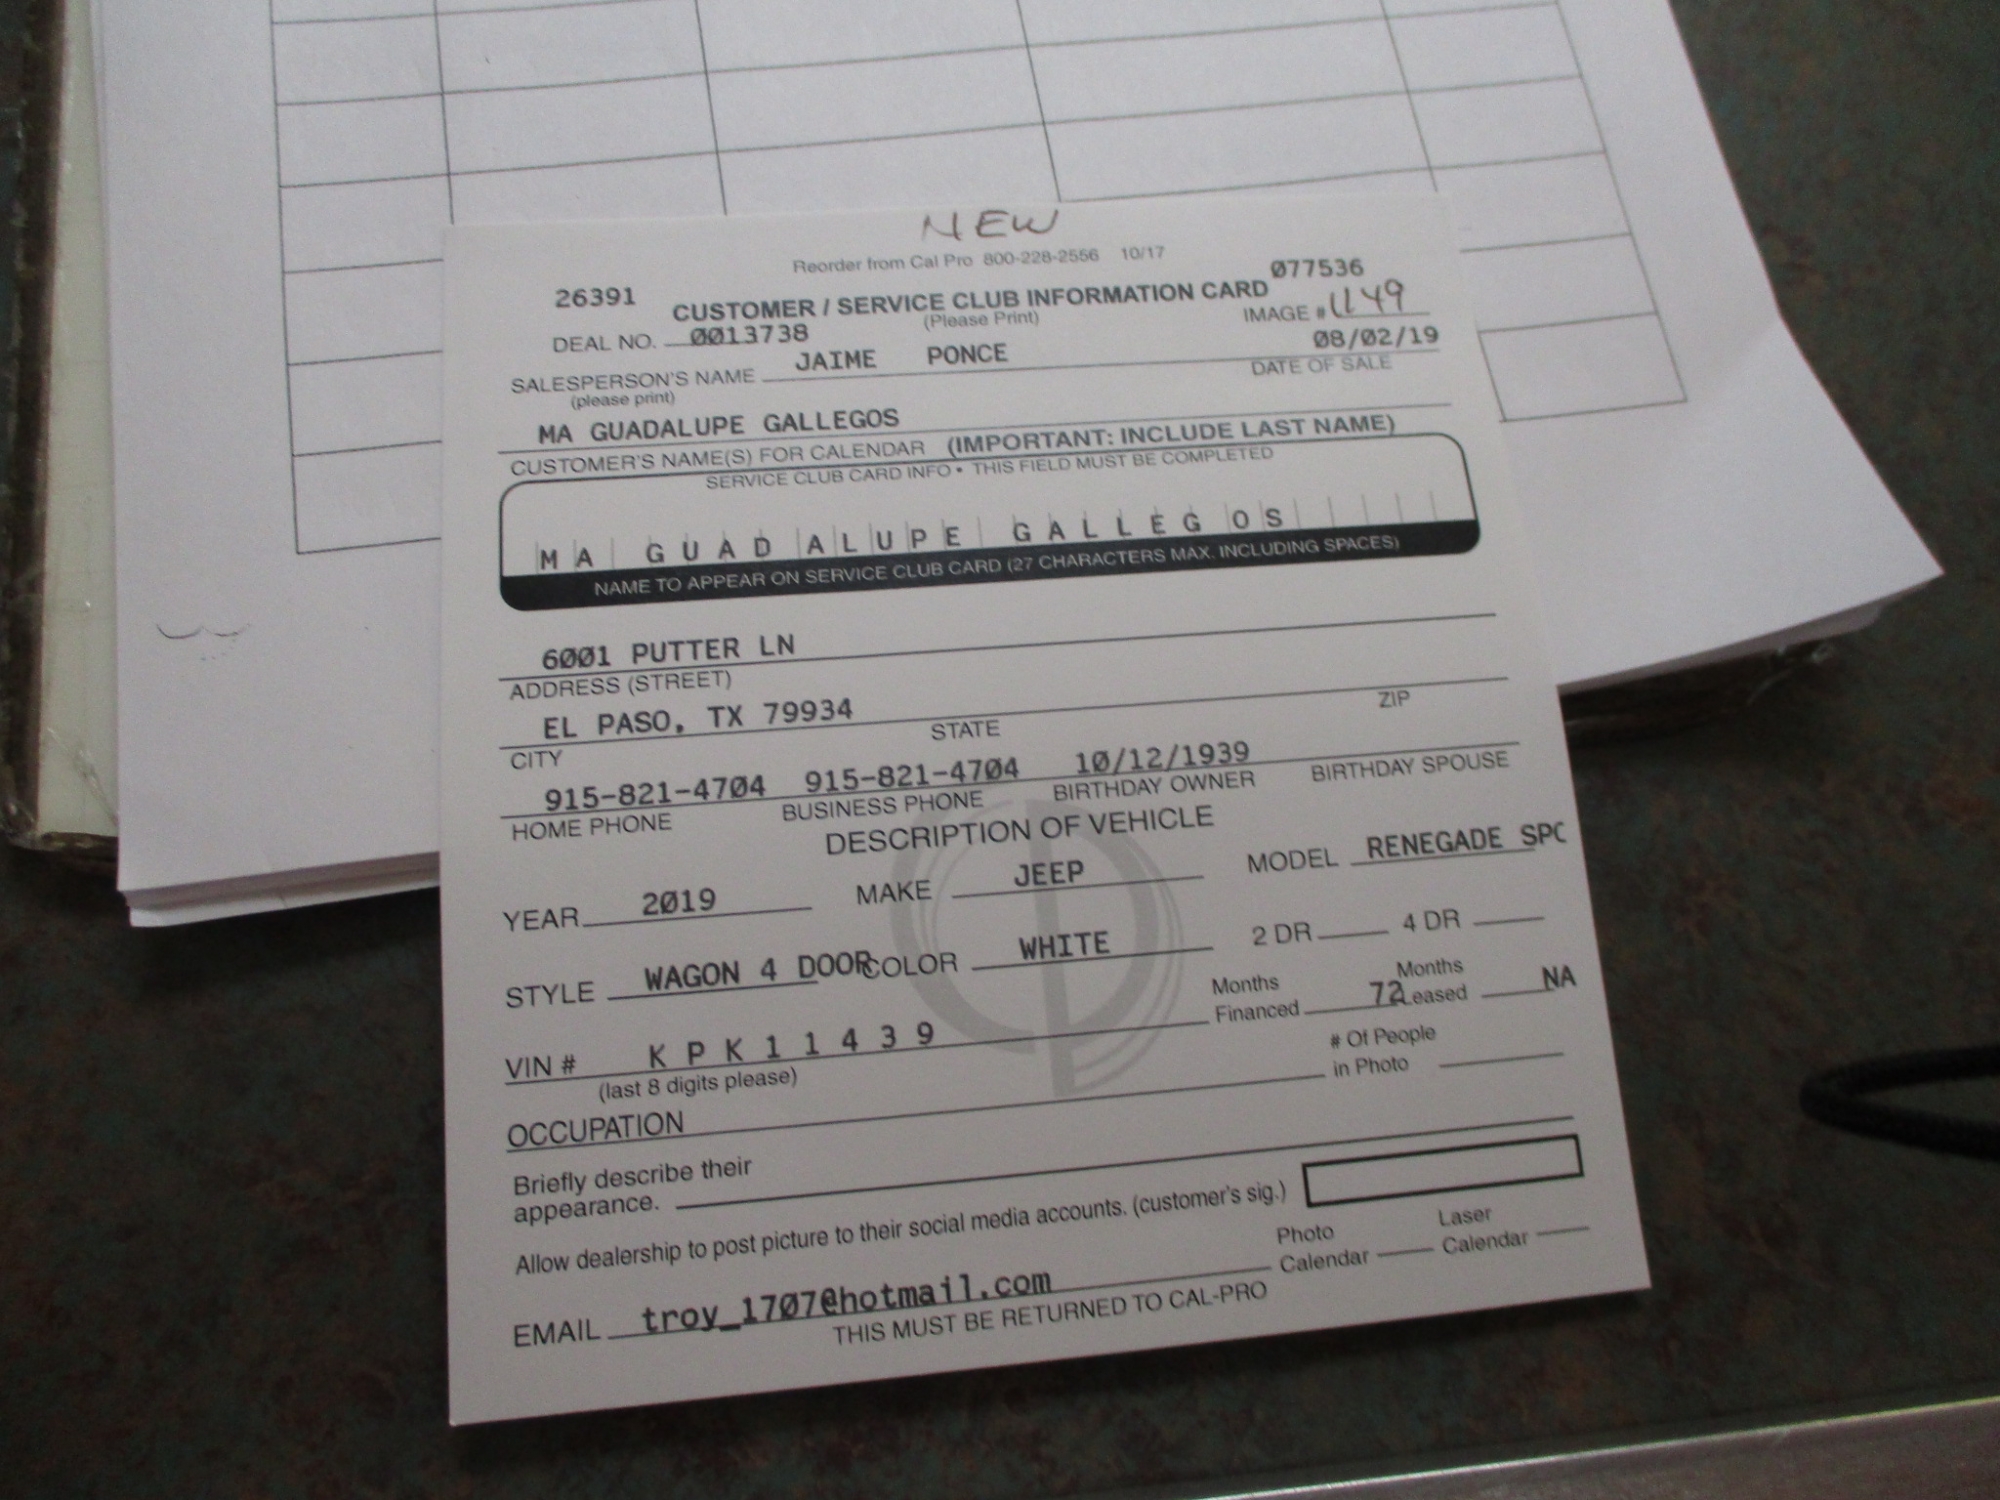 NEW
Reorder from Cal Pro 800-228-2556 10/17
26391 CUSTOMER / SERVICE CLUB INFORMATION CARD 077536
(Please Print)
DEAL NO. 0013738 IMAGE # 1149
SALESPERSON'S NAME JAIME PONCE 08/02/19
(please print) DATE OF SALE
MA GUADALUPE GALLEGOS
CUSTOMER'S NAME(S) FOR CALENDAR (IMPORTANT: INCLUDE LAST NAME)
SERVICE CLUB CARD INFO • THIS FIELD MUST BE COMPLETED
MA GUADALUPE GALLEGOS
NAME TO APPEAR ON SERVICE CLUB CARD (27 CHARACTERS MAX. INCLUDING SPACES)
6001 PUTTER LN
ADDRESS (STREET)
EL PASO, TX 79934
CITY STATE ZIP
915-821-4704 915-821-4704 10/12/1939
HOME PHONE BUSINESS PHONE BIRTHDAY OWNER BIRTHDAY SPOUSE
DESCRIPTION OF VEHICLE
YEAR 2019 MAKE JEEP MODEL RENEGADE SPO
STYLE WAGON 4 DOOR COLOR WHITE 2 DR 4 DR
VIN # KPK11439 Months Financed 72 Months Leased NA
(last 8 digits please)
OCCUPATION # Of People in Photo
Briefly describe their
appearance.
Allow dealership to post picture to their social media accounts. (customer's sig.)
EMAIL troy_1707@hotmail.com Photo Calendar Laser Calendar
THIS MUST BE RETURNED TO CAL-PRO